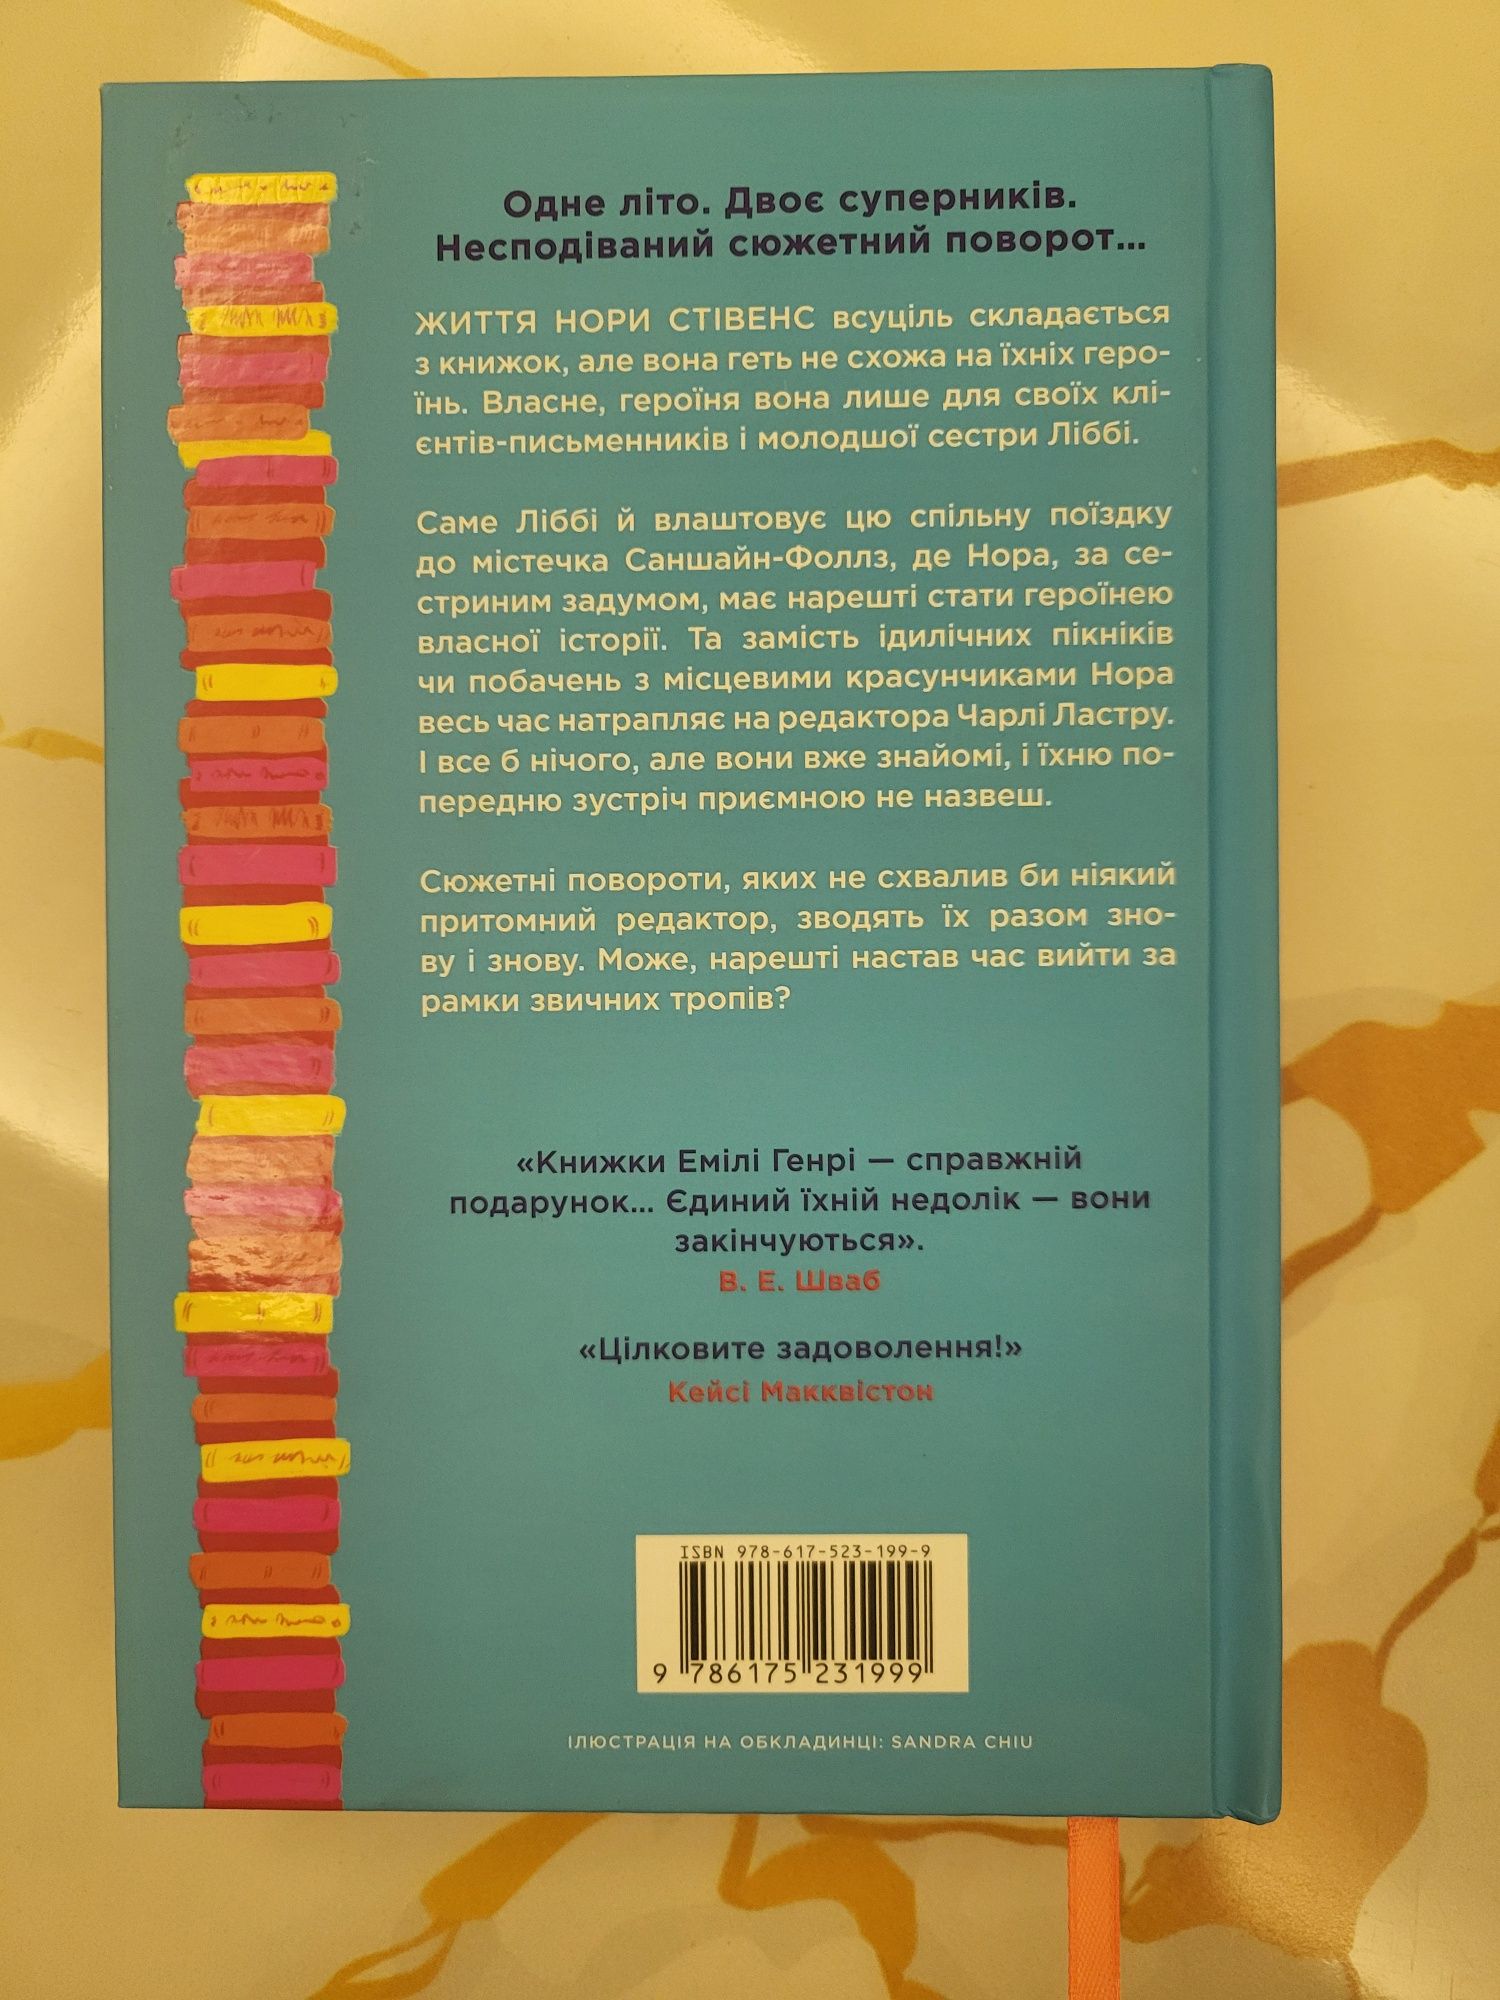 Одне літо. Двоє суперників.
Несподіваний сюжетний поворот...
ЖИТТЯ НОРИ СТІВЕНС всуціль складається
з книжок, але вона геть не схожа на їхніх геро-
їнь. Власне, героїня вона лише для своїх клі-
єнтів-письменників і молодшої сестри Ліббі.
Саме Ліббі й влаштовує цю спільну поїздку
до містечка Саншайн-Фоллз, де Нора, за се-
стриним задумом, має нарешті стати героїнею
власної історії. Та замість ідилічних пікніків
чи побачень з місцевими красунчиками Нора
весь час натрапляє на редактора Чарлі Ластру.
І все б нічого, але вони вже знайомі, і їхню по-
передню зустріч приємною не назвеш.
Сюжетні повороти, яких не схвалив би ніякий
притомний редактор, зводять їх разом зно-
ву і знову. Може, нарешті настав час вийти за
рамки звичних тропів?
«Книжки Емілі Генрі — справжній
подарунок... Єдиний їхній недолік — вони
закінчуються».
В. Е. Шваб
«Цілковите задоволення!»
Кейсі Макквістон
ISBN 978-617-523-199-9
9 786175 231999
ІЛЮСТРАЦІЯ НА ОБКЛАДИНЦІ: SANDRA CHIU